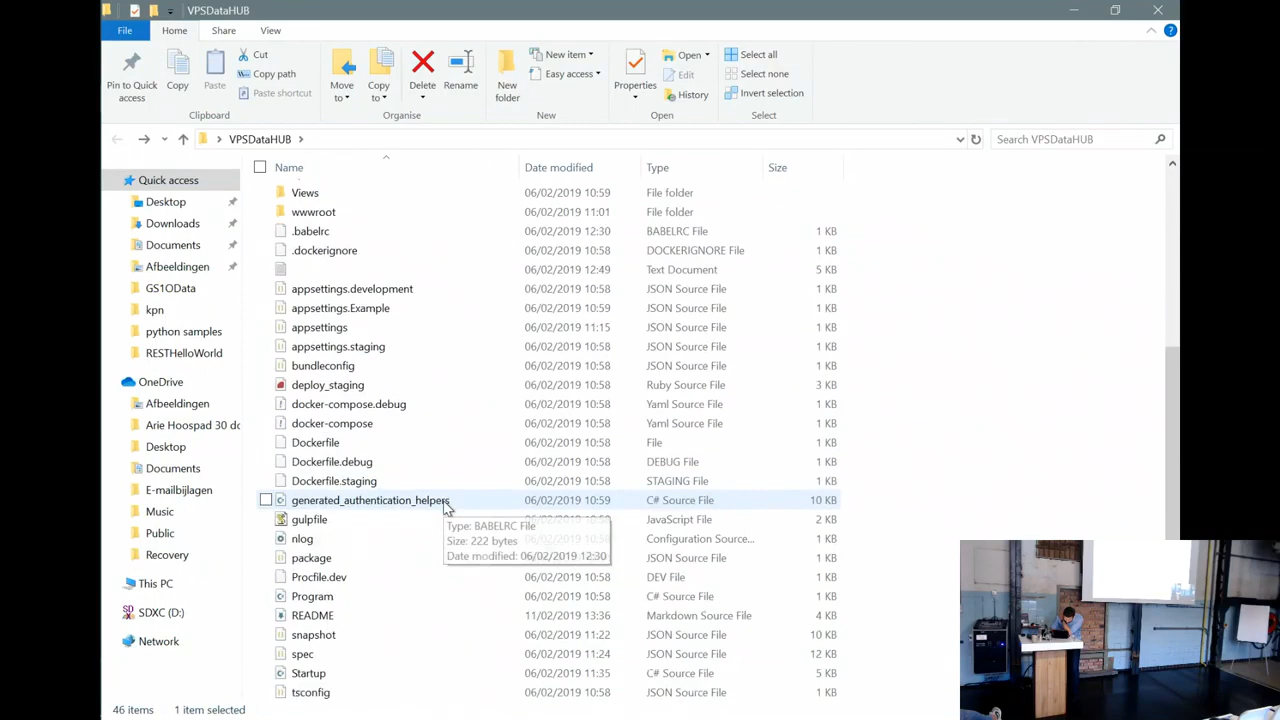 VPSDataHUB
File Home Share View
Pin to Quick access
Copy
Paste
Cut
Copy path
Paste shortcut
Clipboard
Move to
Copy to
Delete
Rename
Organise
New folder
New item
Easy access
New
Properties
Open
Edit
History
Open
Select all
Select none
Invert selection
Select
VPSDataHUB
Search VPSDataHUB
Quick access
Desktop
Downloads
Documents
Afbeeldingen
GS1OData
kpn
python samples
RESTHelloWorld
OneDrive
Afbeeldingen
Arie Hoospad 30 do
Desktop
Documents
E-mailbijlagen
Music
Public
Recovery
This PC
SDXC (D:)
Network
Name Date modified Type Size
Views 06/02/2019 10:59 File folder
wwwroot 06/02/2019 11:01 File folder
.babelrc 06/02/2019 12:30 BABELRC File 1 KB
.dockerignore 06/02/2019 10:58 DOCKERIGNORE File 1 KB
06/02/2019 12:49 Text Document 5 KB
appsettings.development 06/02/2019 10:58 JSON Source File 1 KB
appsettings.Example 06/02/2019 10:59 JSON Source File 1 KB
appsettings 06/02/2019 11:15 JSON Source File 1 KB
appsettings.staging 06/02/2019 10:58 JSON Source File 1 KB
bundleconfig 06/02/2019 10:58 JSON Source File 1 KB
deploy_staging 06/02/2019 10:58 Ruby Source File 3 KB
docker-compose.debug 06/02/2019 10:58 Yaml Source File 1 KB
docker-compose 06/02/2019 10:58 Yaml Source File 1 KB
Dockerfile 06/02/2019 10:58 File 1 KB
Dockerfile.debug 06/02/2019 10:58 DEBUG File 1 KB
Dockerfile.staging 06/02/2019 10:58 STAGING File 1 KB
generated_authentication_helpers 06/02/2019 10:59 C# Source File 10 KB
gulpfile JavaScript File 2 KB
nlog Configuration Source... 1 KB
package JSON Source File 1 KB
Type: BABELRC File
Size: 222 bytes
Date modified: 06/02/2019 12:30
Procfile.dev 06/02/2019 10:58 DEV File 1 KB
Program 06/02/2019 10:58 C# Source File 1 KB
README 11/02/2019 13:36 Markdown Source File 4 KB
snapshot 06/02/2019 11:22 JSON Source File 10 KB
spec 06/02/2019 11:24 JSON Source File 12 KB
Startup 06/02/2019 11:35 C# Source File 5 KB
tsconfig 06/02/2019 10:58 JSON Source File 1 KB
46 items 1 item selected